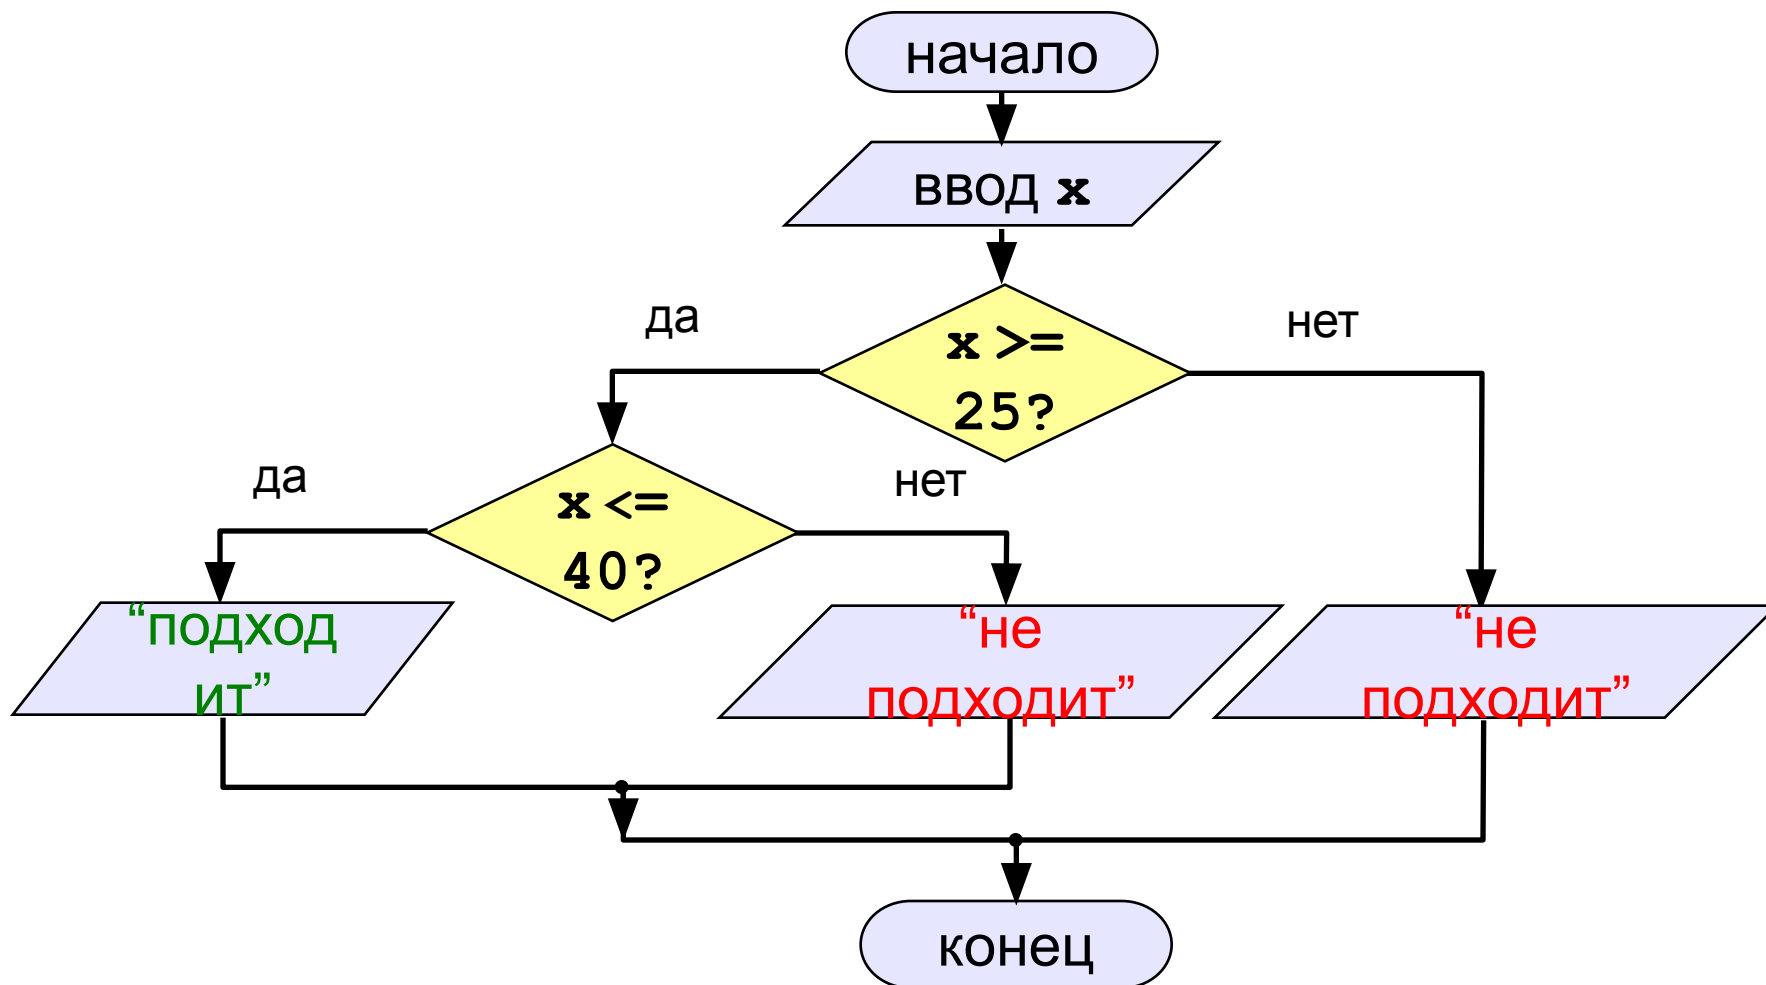 начало
ввод x
да
нет
x >=
25?
да
нет
x <=
40?
“подход
ит”
“не
подходит”
“не
подходит”
конец